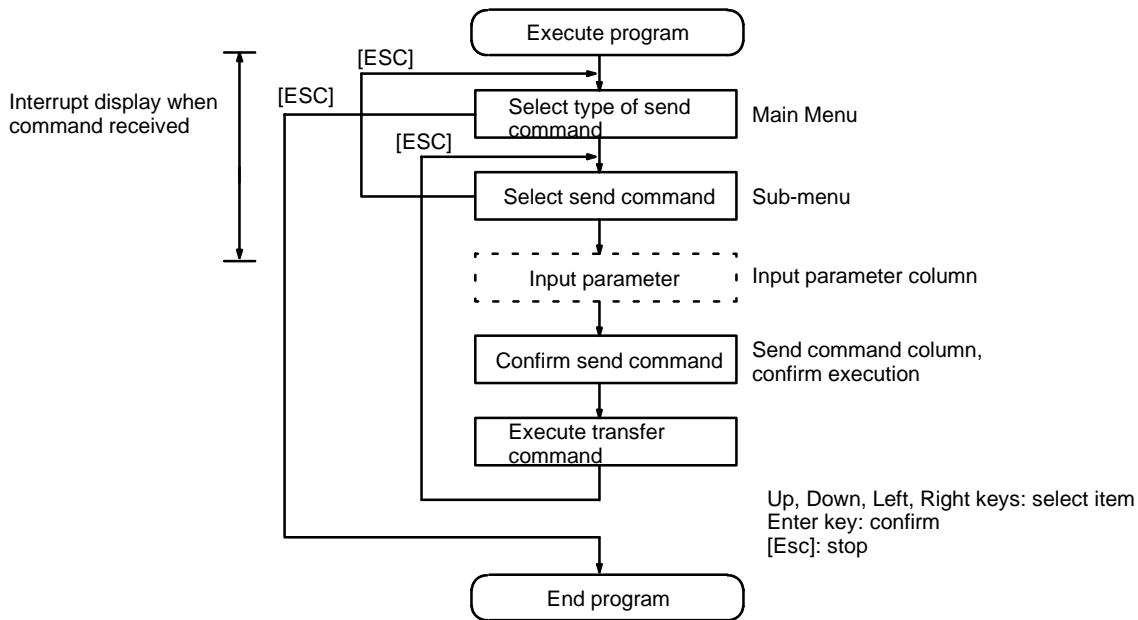 Execute program
[ESC]
Interrupt display when
command received
[ESC]
Select type of send
command
Main Menu
[ESC]
Select send command
Sub-menu
Input parameter
Input parameter column
Confirm send command
Send command column,
confirm execution
Execute transfer
command
Up, Down, Left, Right keys: select item
Enter key: confirm
[Esc]: stop
End program